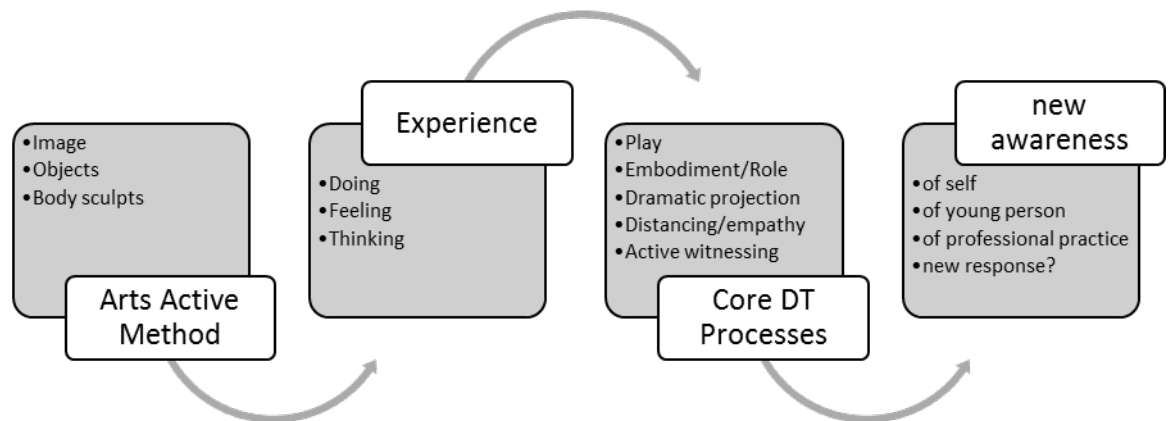 •Image
•Objects
•Body sculpts
Arts Active
Method
Experience
•Doing
•Feeling
•Thinking
•Play
•Embodiment/Role
•Dramatic projection
•Distancing/empathy
•Active witnessing
Core DT
Processes
new
awareness
•of self
•of young person
•of professional practice
•new response?